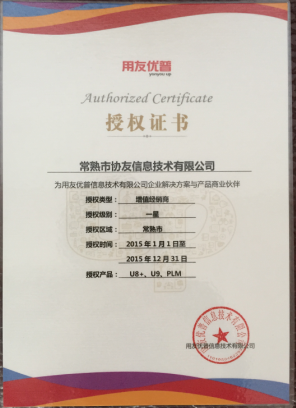 用友优普
yonyou up
Authorized Certificate
授权证书
常熟市协友信息技术有限公司
为用友优普信息技术有限公司企业解决方案与产品商业伙伴
授权类型： 增值经销商
授权级别： 一星
授权区域： 常熟市
授权时间： 2015 年 1 月 1 日至
2015 年 12 月 31 日
授权产品： U8+、U9、PLM
用友优普信息技术有限公司